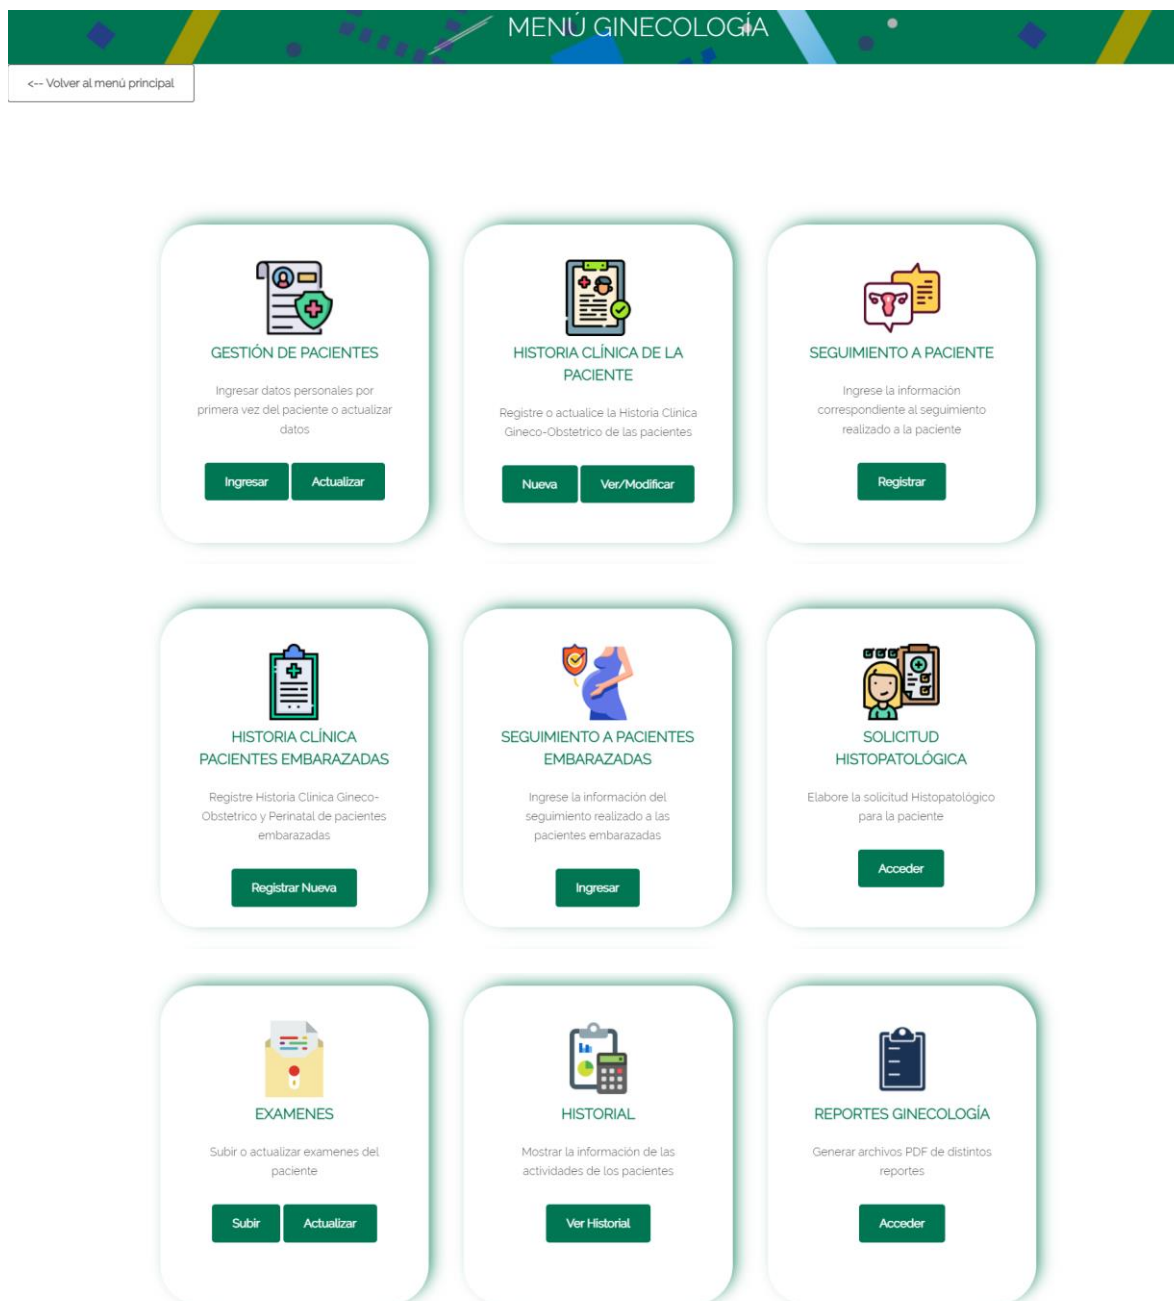 MENÚ GINECOLOGÍA
<-- Volver al menú principal
GESTIÓN DE PACIENTES
Ingresar datos personales por
primera vez del paciente o actualizar
datos
Ingresar
Actualizar
HISTORIA CLÍNICA DE LA
PACIENTE
Registre o actualice la Historia Clínica
Gineco-Obstetrico de las pacientes
Nueva
Ver/Modificar
SEGUIMIENTO A PACIENTE
Ingrese la información
correspondiente al seguimiento
realizado a la paciente
Registrar
HISTORIA CLÍNICA
PACIENTES EMBARAZADAS
Registre Historia Clínica Gineco-
Obstetrico y Perinatal de pacientes
embarazadas
Registrar Nueva
SEGUIMIENTO A PACIENTES
EMBARAZADAS
Ingrese la información del
seguimiento realizado a las
pacientes embarazadas
Ingresar
SOLICITUD
HISTOPATOLÓGICA
Elabore la solicitud Histopatológico
para la paciente
Acceder
EXAMENES
Subir o actualizar examenes del
paciente
Subir
Actualizar
HISTORIAL
Mostrar la información de las
actividades de los pacientes
Ver Historial
REPORTES GINECOLOGÍA
Generar archivos PDF de distintos
reportes
Acceder